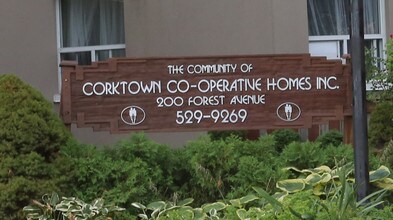 THE COMMUNITY OF
CORKTOWN CO-OPERATIVE HOMES INC.
200 FOREST AVENUE
529-9269